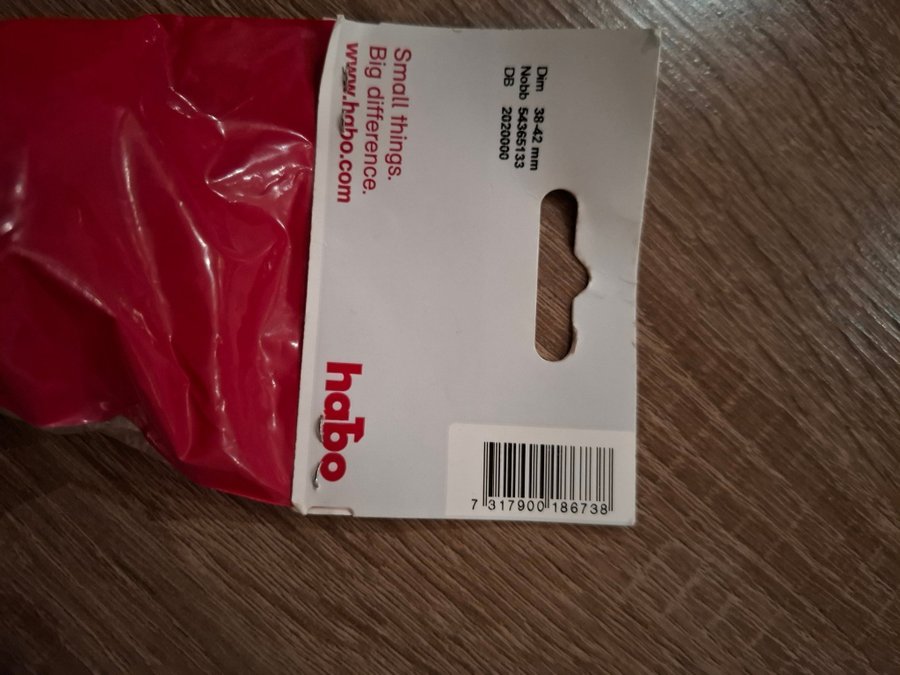 Dim 38-42 mm
Nobb 54365133
DB 2020000
Small things.
Big difference.
www.habo.com
habo
7 317900 186738